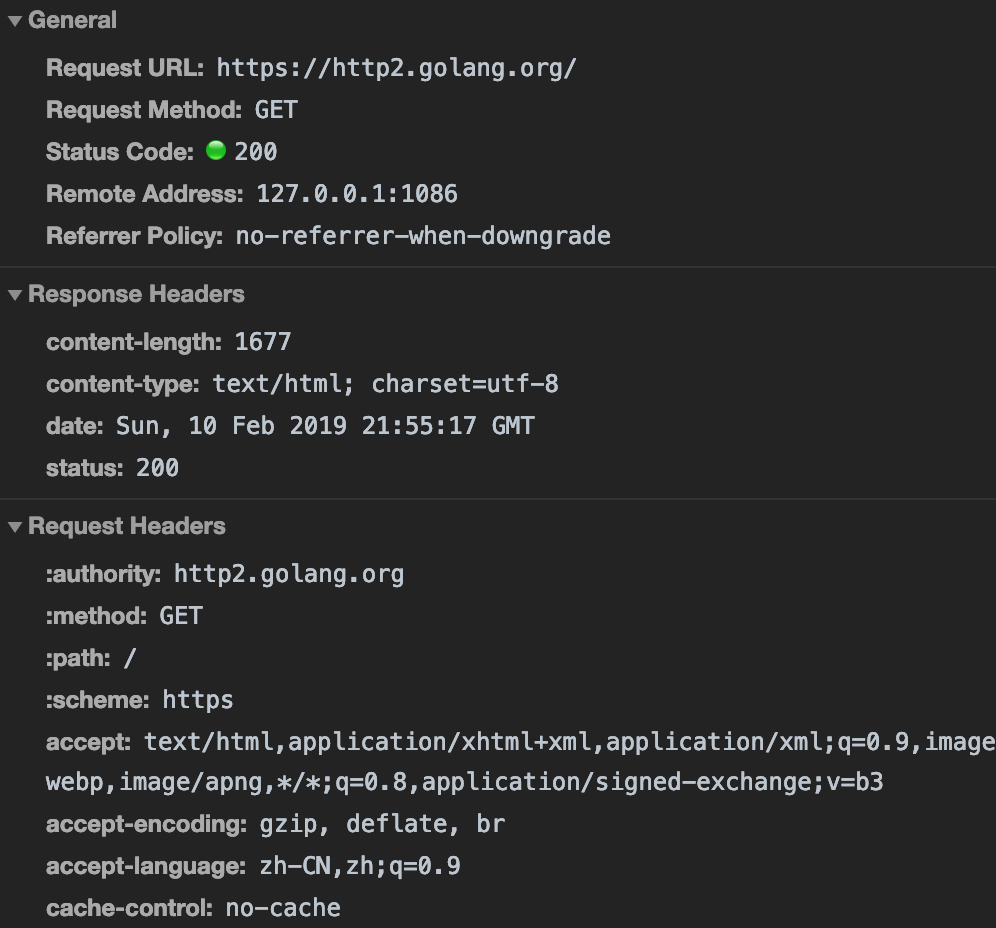 General
Request URL: https://http2.golang.org/
Request Method: GET
Status Code: 200
Remote Address: 127.0.0.1:1086
Referrer Policy: no-referrer-when-downgrade
Response Headers
content-length: 1677
content-type: text/html; charset=utf-8
date: Sun, 10 Feb 2019 21:55:17 GMT
status: 200
Request Headers
:authority: http2.golang.org
:method: GET
:path: /
:scheme: https
accept: text/html,application/xhtml+xml,application/xml;q=0.9,image
webp,image/apng,*/*;q=0.8,application/signed-exchange;v=b3
accept-encoding: gzip, deflate, br
accept-language: zh-CN,zh;q=0.9
cache-control: no-cache